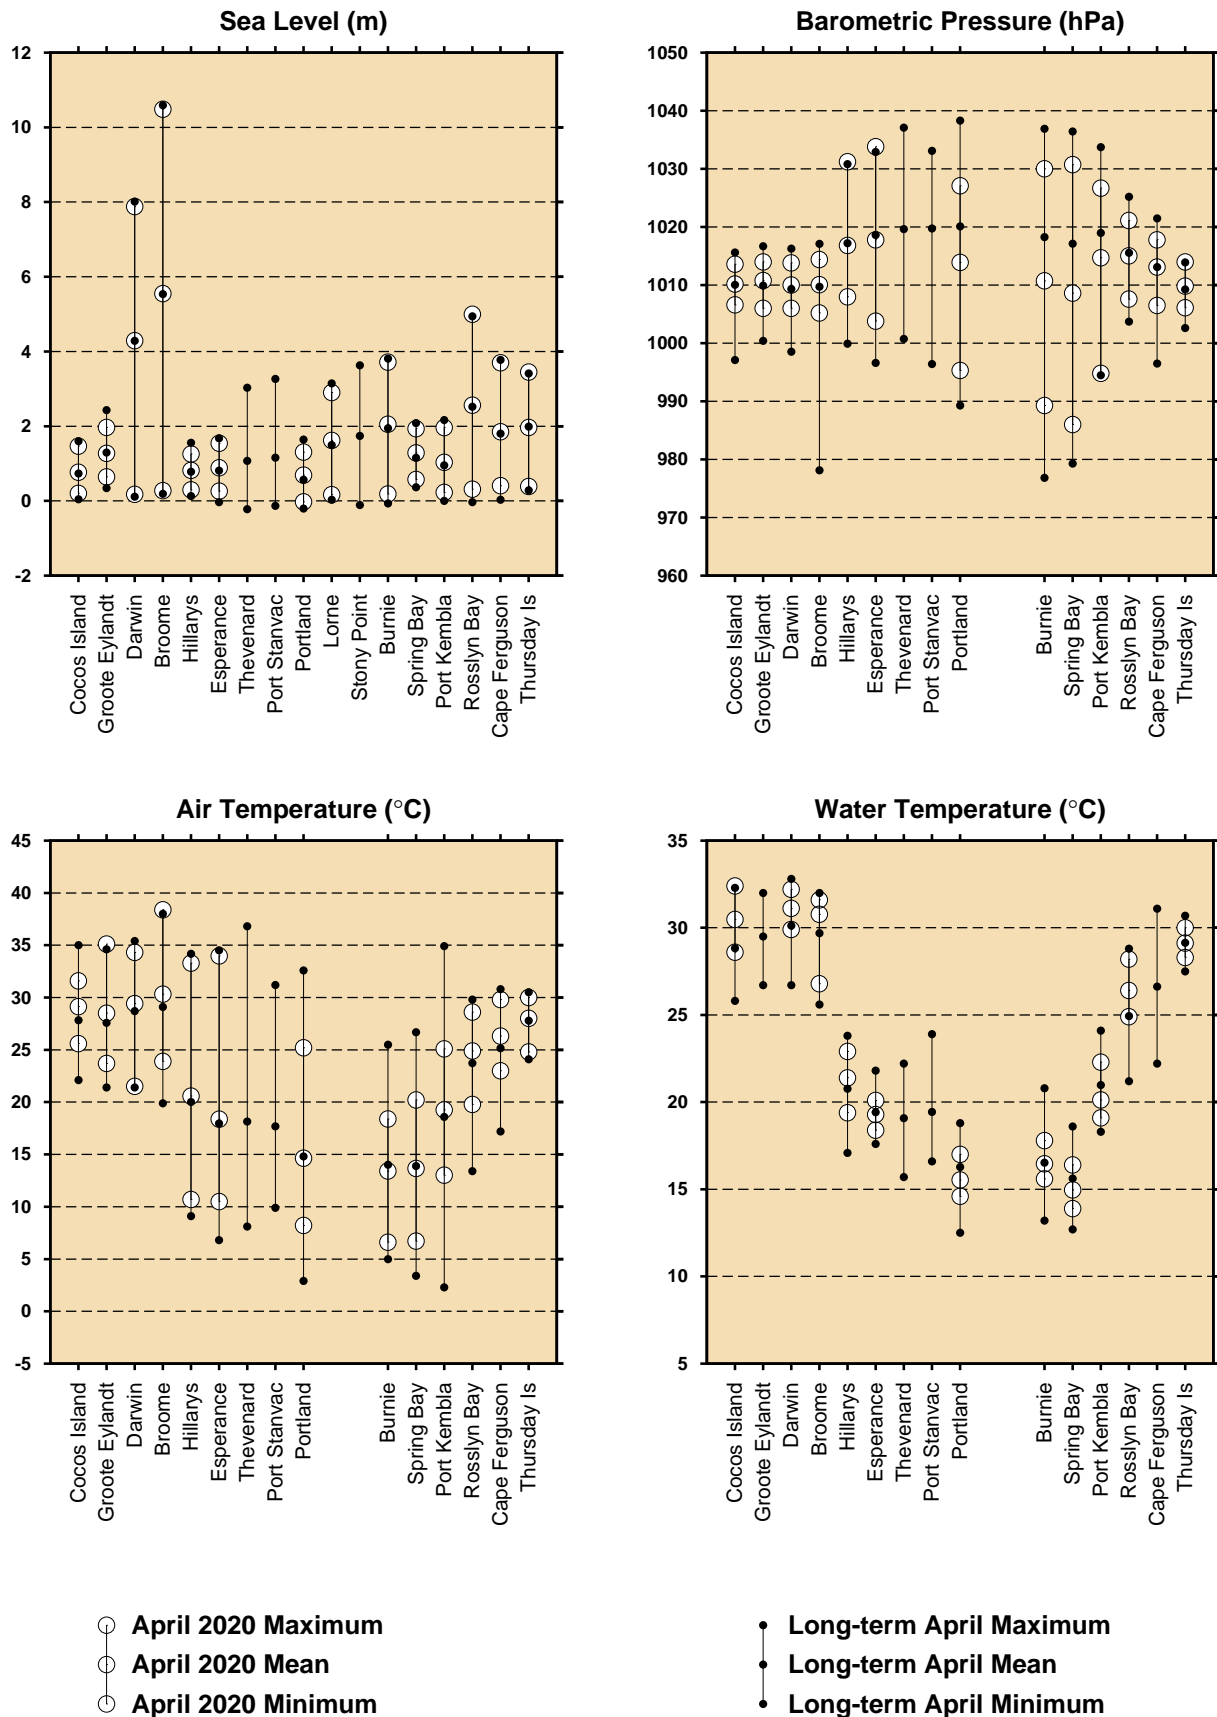 Sea Level (m)
12
10
8
6
4
2
0
-2
Cocos Island
Groote Eylandt
Darwin
Broome
Hillarys
Esperance
Thevenard
Port Stanvac
Portland
Lorne
Stony Point
Burnie
Spring Bay
Port Kembla
Rosslyn Bay
Cape Ferguson
Thursday Is
Barometric Pressure (hPa)
1050
1040
1030
1020
1010
1000
990
980
970
960
Cocos Island
Groote Eylandt
Darwin
Broome
Hillarys
Esperance
Thevenard
Port Stanvac
Portland
Burnie
Spring Bay
Port Kembla
Rosslyn Bay
Cape Ferguson
Thursday Is
Air Temperature (°C)
45
40
35
30
25
20
15
10
5
0
-5
Cocos Island
Groote Eylandt
Darwin
Broome
Hillarys
Esperance
Thevenard
Port Stanvac
Portland
Burnie
Spring Bay
Port Kembla
Rosslyn Bay
Cape Ferguson
Thursday Is
Water Temperature (°C)
35
30
25
20
15
10
5
Cocos Island
Groote Eylandt
Darwin
Broome
Hillarys
Esperance
Thevenard
Port Stanvac
Portland
Burnie
Spring Bay
Port Kembla
Rosslyn Bay
Cape Ferguson
Thursday Is
April 2020 Maximum
April 2020 Mean
April 2020 Minimum
Long-term April Maximum
Long-term April Mean
Long-term April Minimum